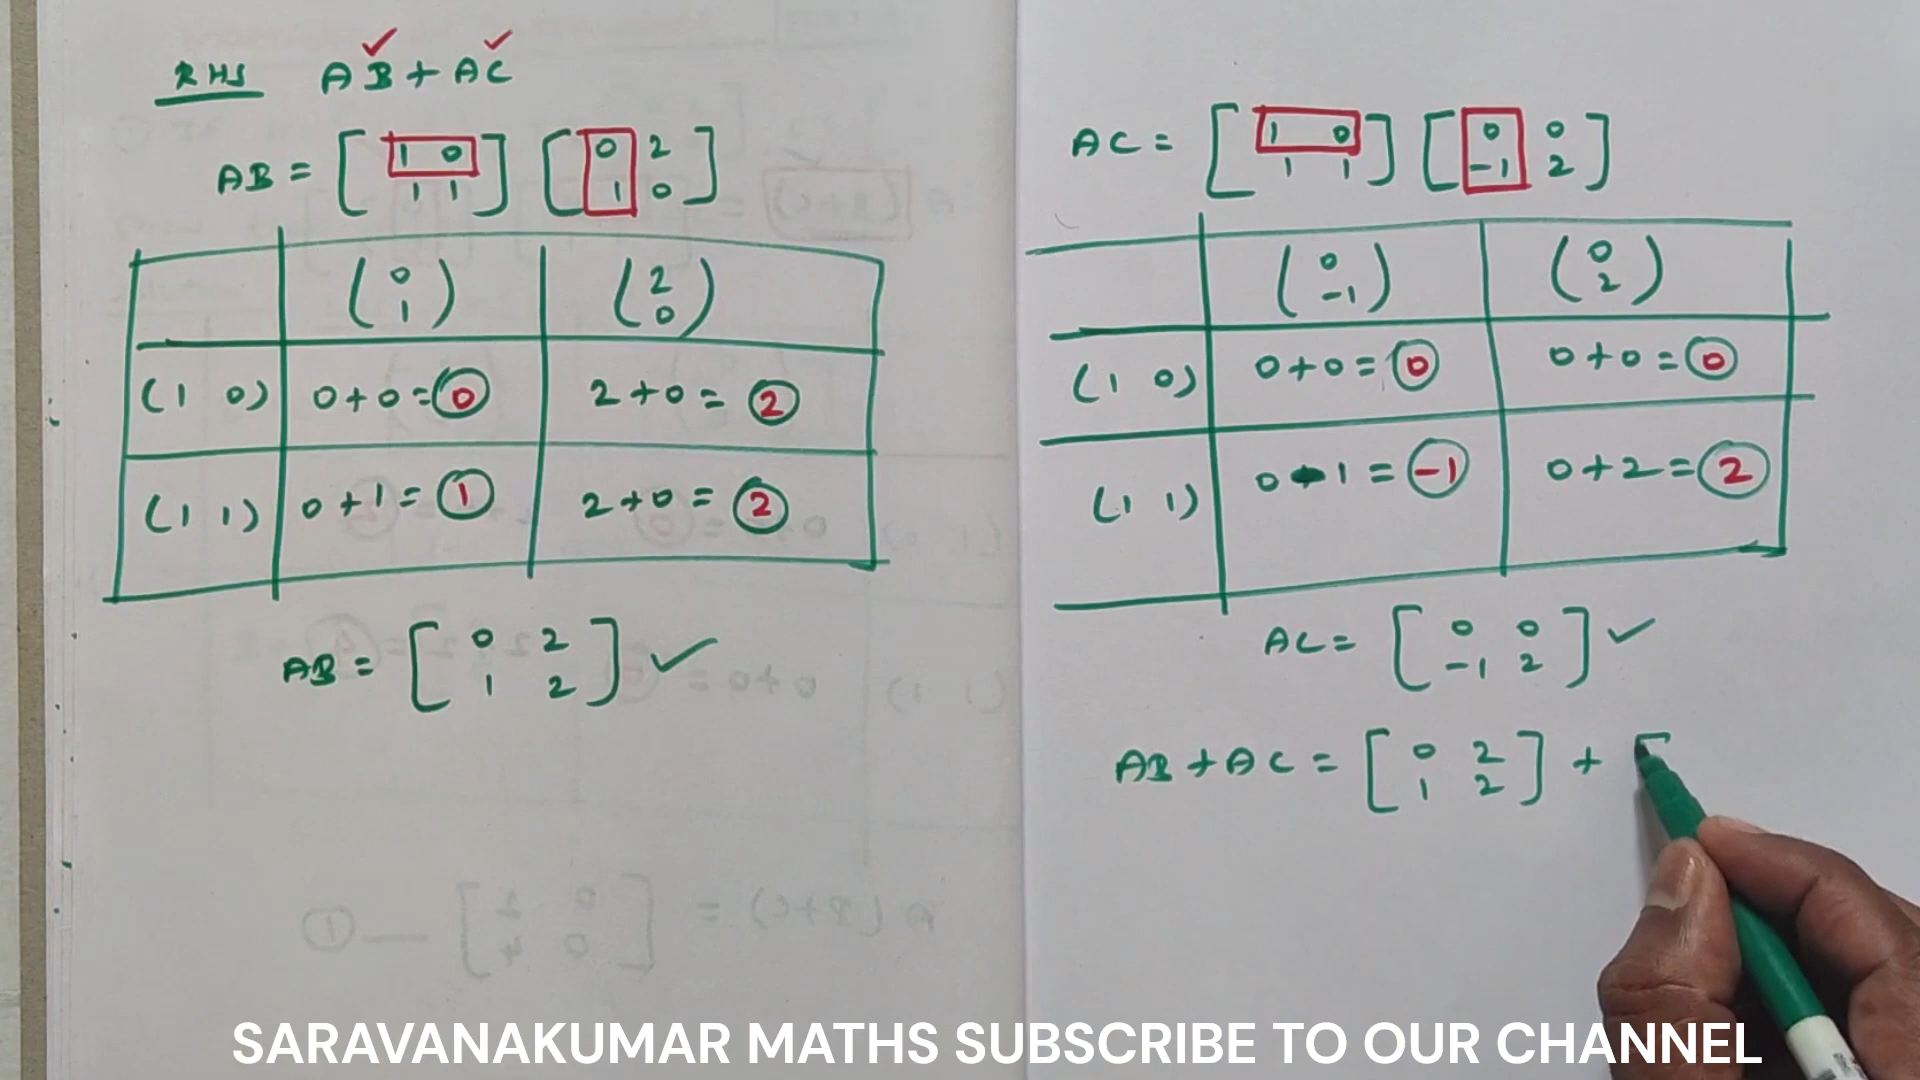 RHS AB + AC
AB = [ 1 0 ] [ 0 2 ]
1 1 1 0
( 0 ) ( 2 )
1 0
(1 0) 0+0=0 2+0=2
(1 1) 0+1=1 2+0=2
AB = [ 0 2 ]
1 2
AC = [ 1 0 ] [ 0 0 ]
1 1 -1 2
( 0 ) ( 0 )
-1 2
(1 0) 0+0=0 0+0=0
(1 1) 0-1=-1 0+2=2
AC = [ 0 0 ]
-1 2
AB + AC = [ 0 2 ] + [
1 2
SARAVANAKUMAR MATHS SUBSCRIBE TO OUR CHANNEL